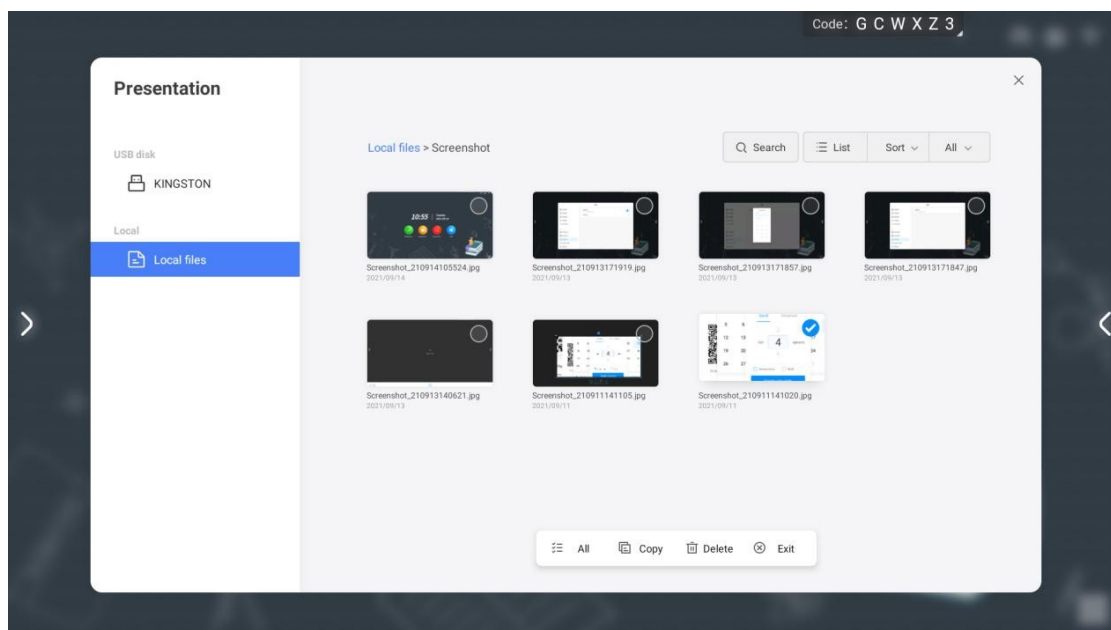 Code: G C W X Z 3
Presentation
USB disk
KINGSTON
Local
Local files
Local files > Screenshot
Search
List
Sort
All
10:55
Screenshot_210914105524.jpg
2021/09/14
Screenshot_210913171919.jpg
2021/09/13
Screenshot_210913171857.jpg
2021/09/13
Screenshot_210913171847.jpg
2021/09/13
4
Screenshot_210913140621.jpg
2021/09/13
Screenshot_210911141105.jpg
2021/09/11
Screenshot_210911141020.jpg
2021/09/11
All
Copy
Delete
Exit